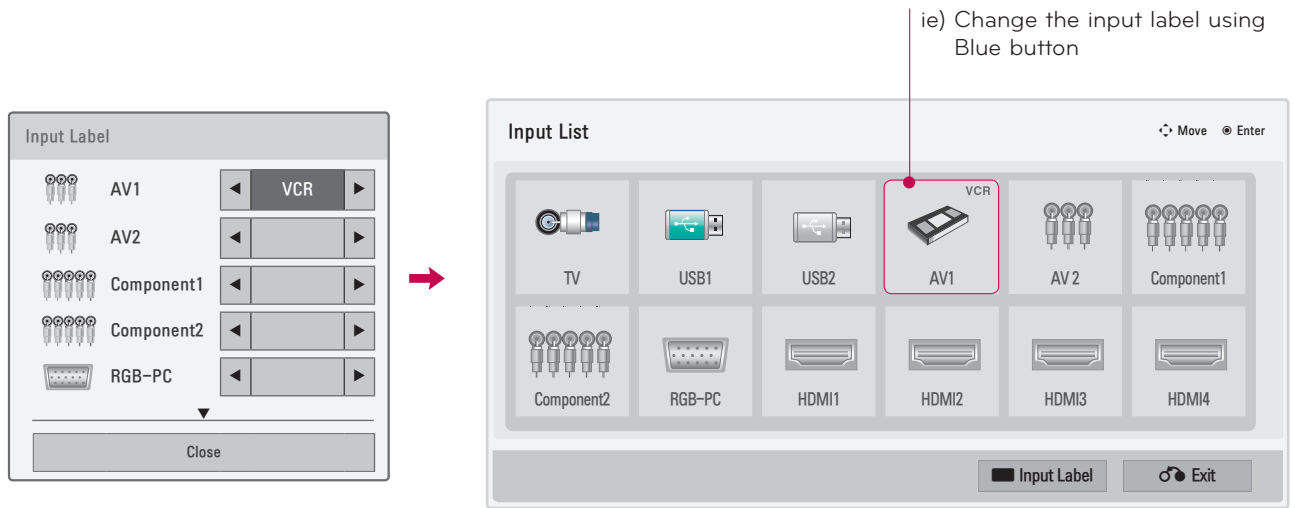 ie) Change the input label using
Blue button
Input Label
AV1 ◀ VCR ▶
AV2 ◀ ▶
Component1 ◀ ▶
Component2 ◀ ▶
RGB-PC ◀ ▶
▼
Close
Input List
Move ◉ Enter
VCR
TV USB1 USB2 AV1 AV 2 Component1
Component2 RGB-PC HDMI1 HDMI2 HDMI3 HDMI4
Input Label Exit